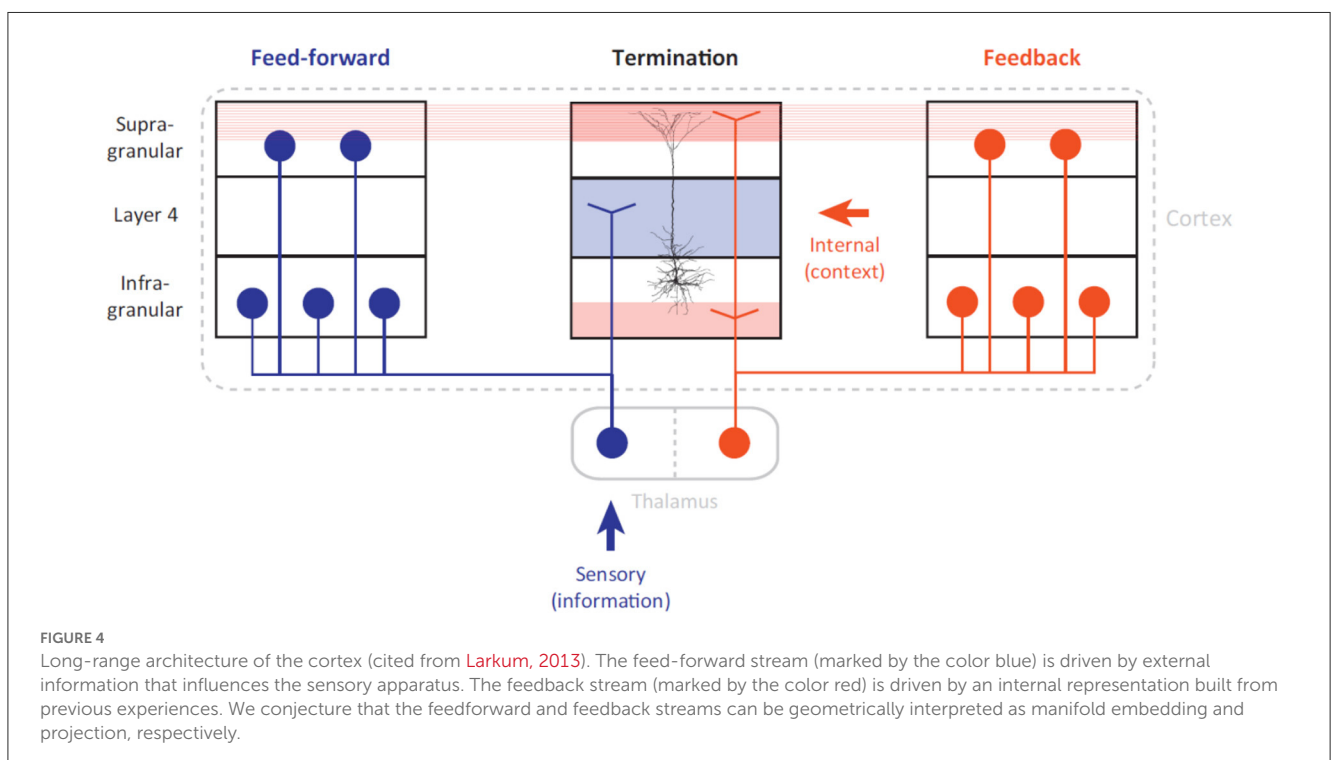 Feed-forward
Termination
Feedback
Supra-
granular
Layer 4
Infra-
granular
Internal
(context)
Cortex
Thalamus
Sensory
(information)
FIGURE 4
Long-range architecture of the cortex (cited from Larkum, 2013). The feed-forward stream (marked by the color blue) is driven by external
information that influences the sensory apparatus. The feedback stream (marked by the color red) is driven by an internal representation built from
previous experiences. We conjecture that the feedforward and feedback streams can be geometrically interpreted as manifold embedding and
projection, respectively.